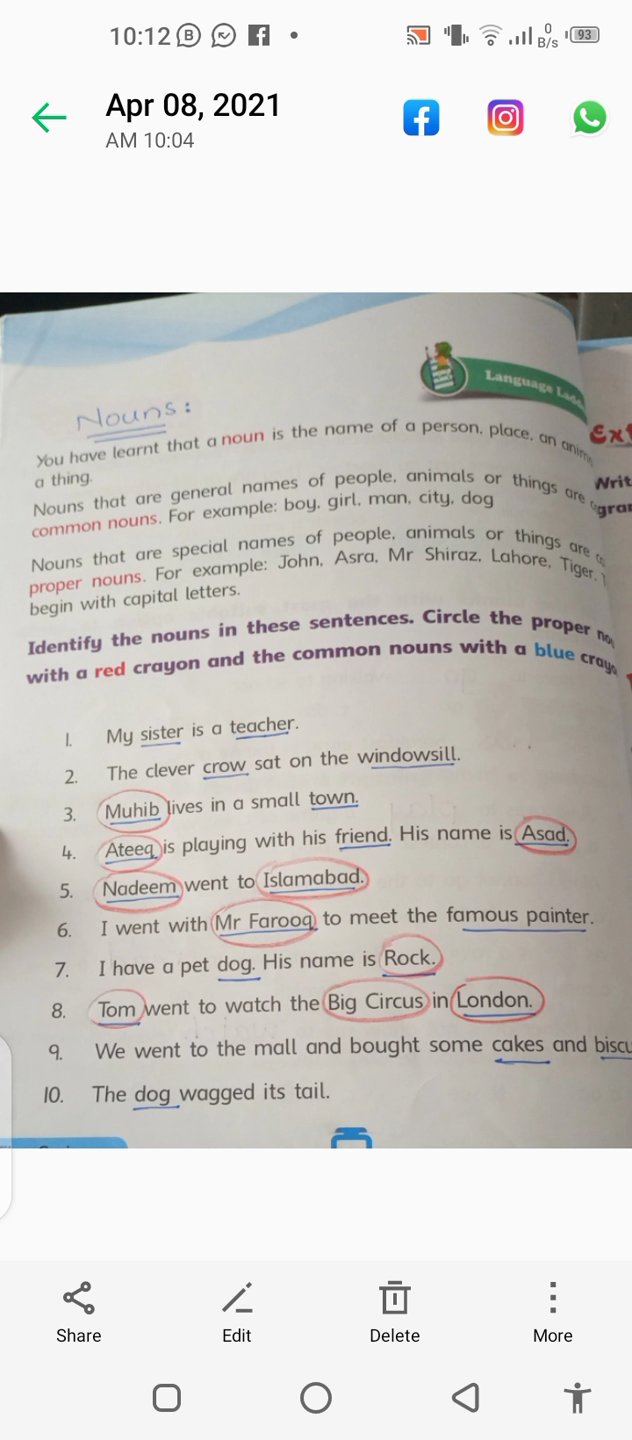 10:12
0
B/s
93
Apr 08, 2021
AM 10:04
Language
Nouns:
You have learnt that a noun is the name of a person, place, an
a thing.
Nouns that are general names of people, animals or things are
common nouns. For example: boy, girl, man, city, dog
Nouns that are special names of people, animals or things are
proper nouns. For example: John, Asra, Mr Shiraz, Lahore, Tiger.
begin with capital letters.
Identify the nouns in these sentences. Circle the proper
with a red crayon and the common nouns with a blue
1. My sister is a teacher.
2. The clever crow sat on the windowsill.
3. Muhib lives in a small town.
4. Ateeq is playing with his friend. His name is Asad.
5. Nadeem went to Islamabad.
6. I went with Mr Farooq to meet the famous painter.
7. I have a pet dog. His name is Rock.
8. Tom went to watch the Big Circus in London.
9. We went to the mall and bought some cakes and
10. The dog wagged its tail.
Share Edit Delete More